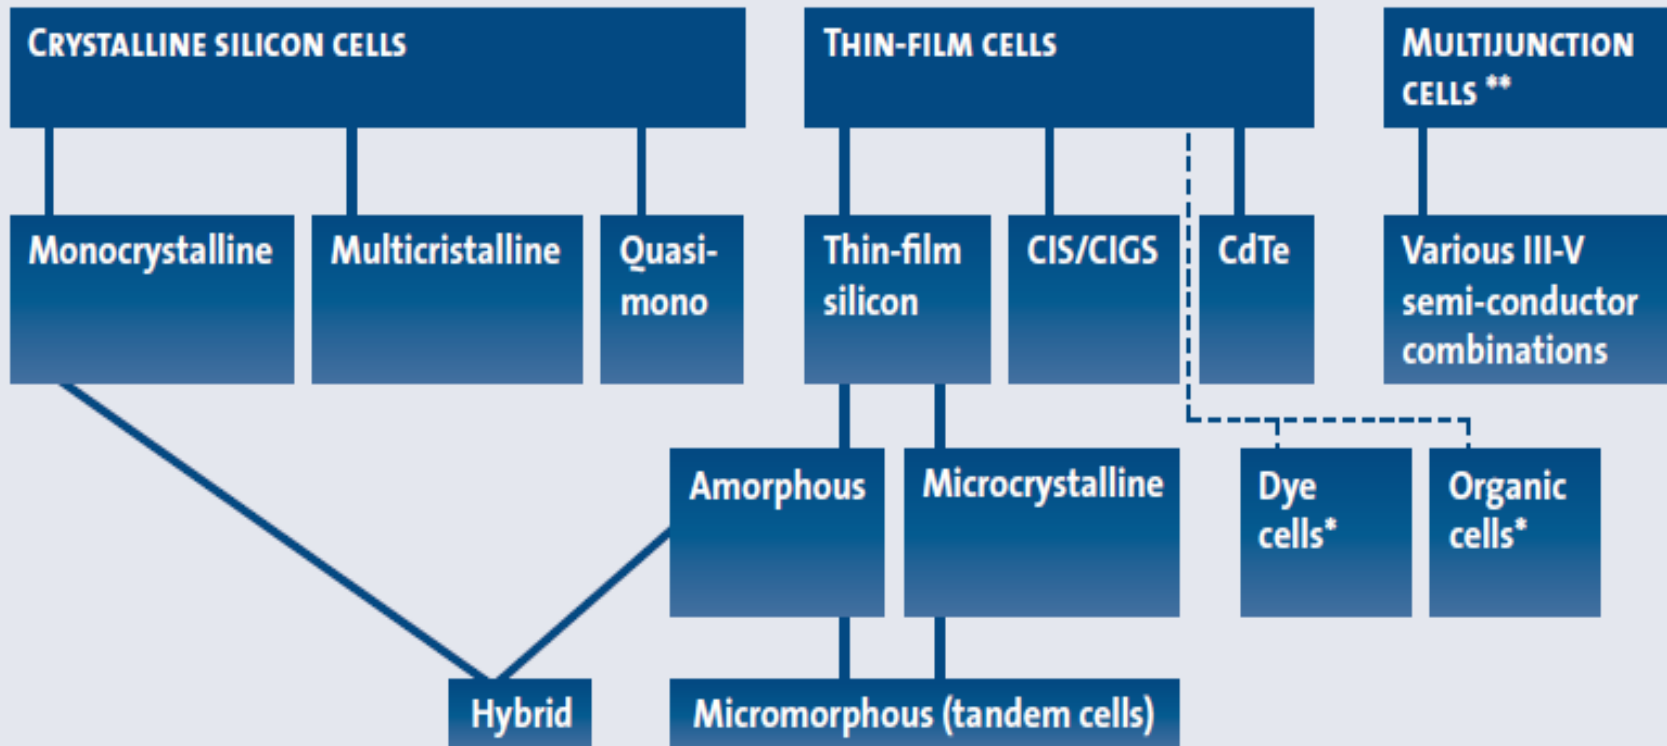 CRYSTALLINE SILICON CELLS
THIN-FILM CELLS
MULTIJUNCTION
CELLS **
Monocrystalline
Multicristalline
Quasi-
mono
Thin-film
silicon
CIS/CIGS
CdTe
Various III-V
semi-conductor
combinations
Amorphous
Microcrystalline
Dye
cells*
Organic
cells*
Hybrid
Micromorphous (tandem cells)